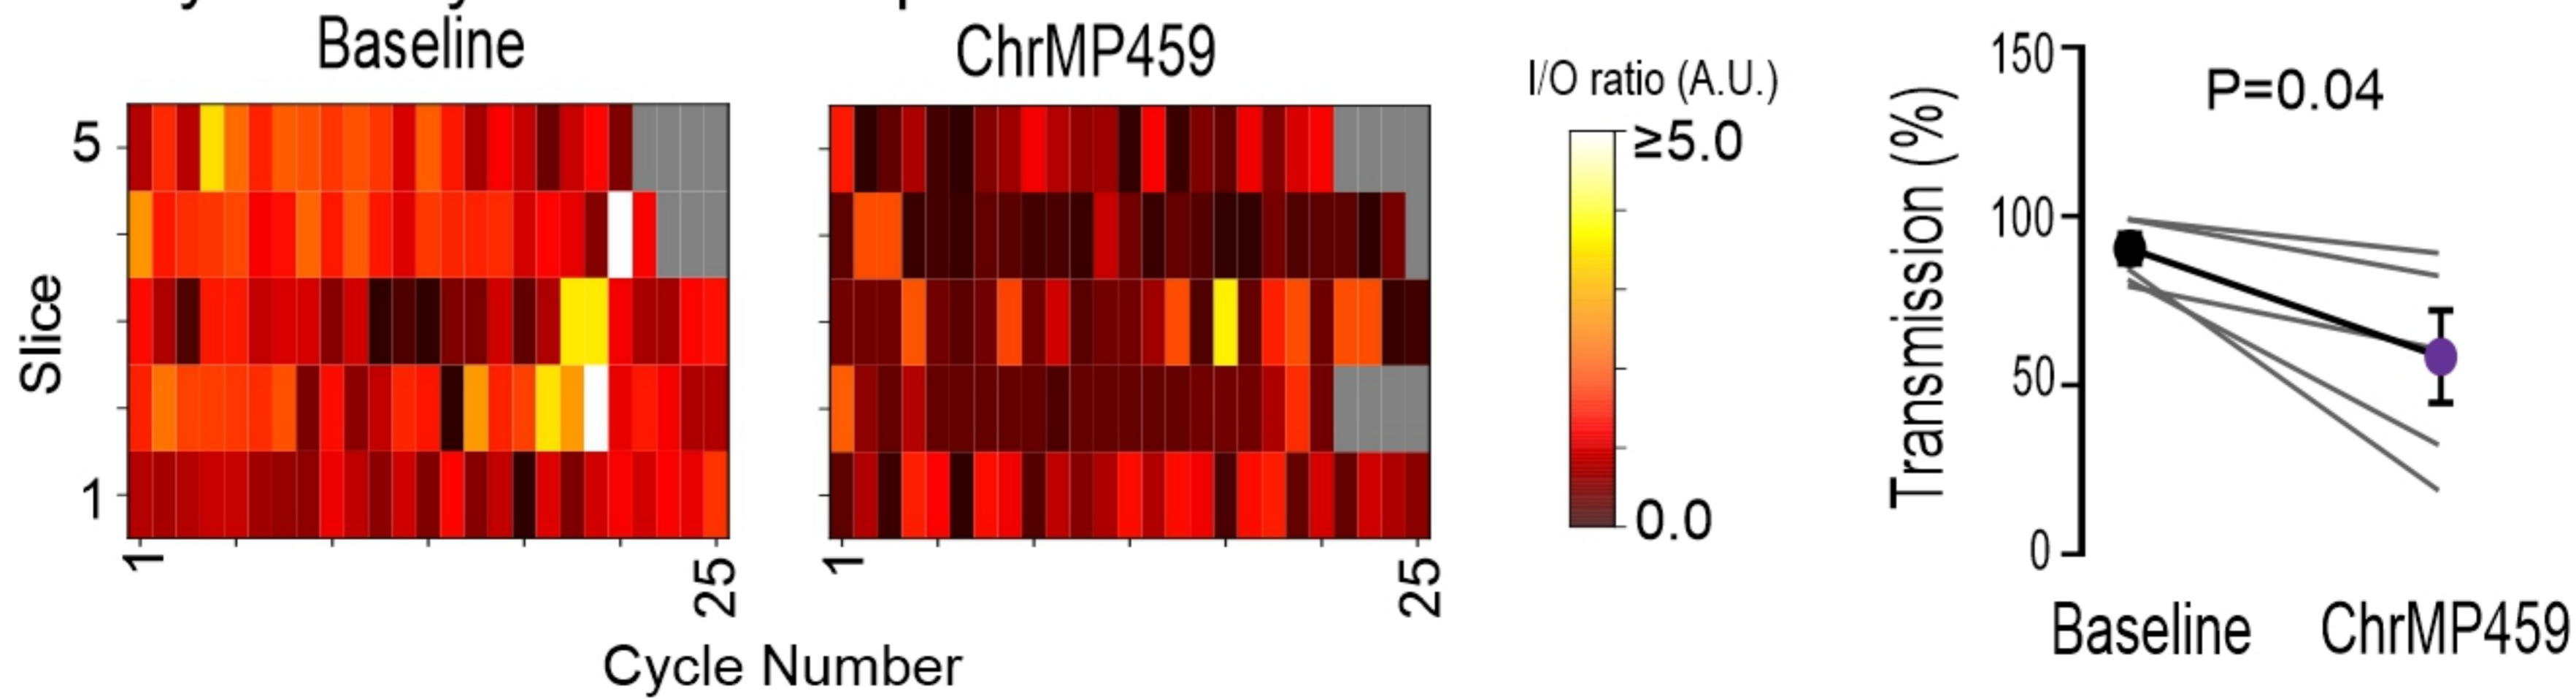 Baseline
ChrMP459
5
1
Slice
1
25
1
25
Cycle Number
I/O ratio (A.U.)
≥5.0
0.0
Transmission (%)
150
100
50
0
P=0.04
Baseline
ChrMP459